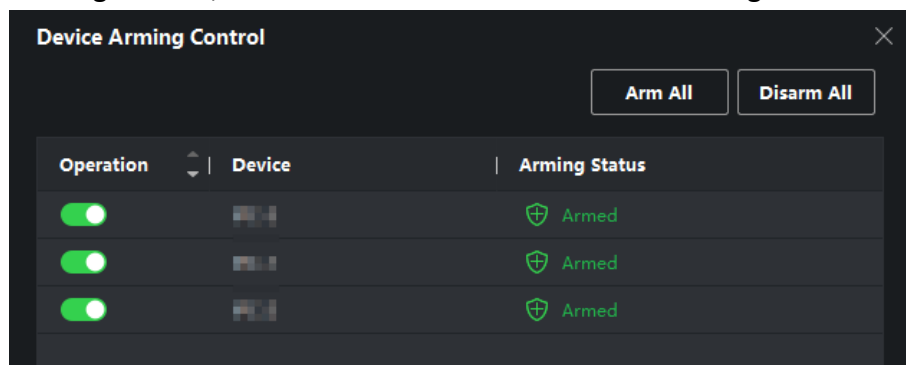 Device Arming Control
Arm All
Disarm All
Operation
Device
Arming Status
Armed
Armed
Armed